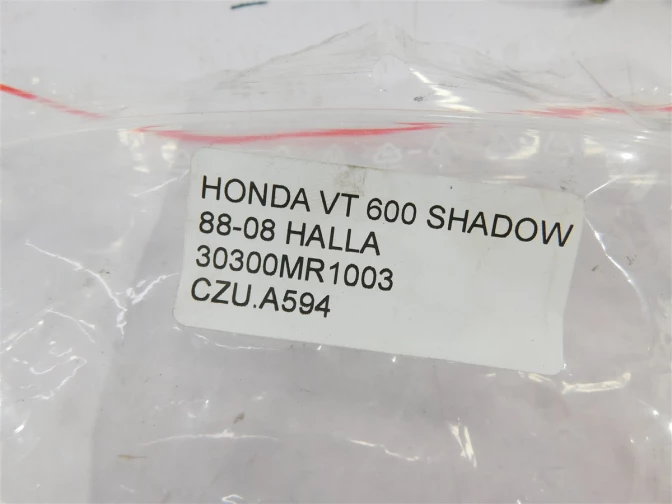 HONDA VT 600 SHADOW
88-08 HALLA
30300MR1003
CZU.A594